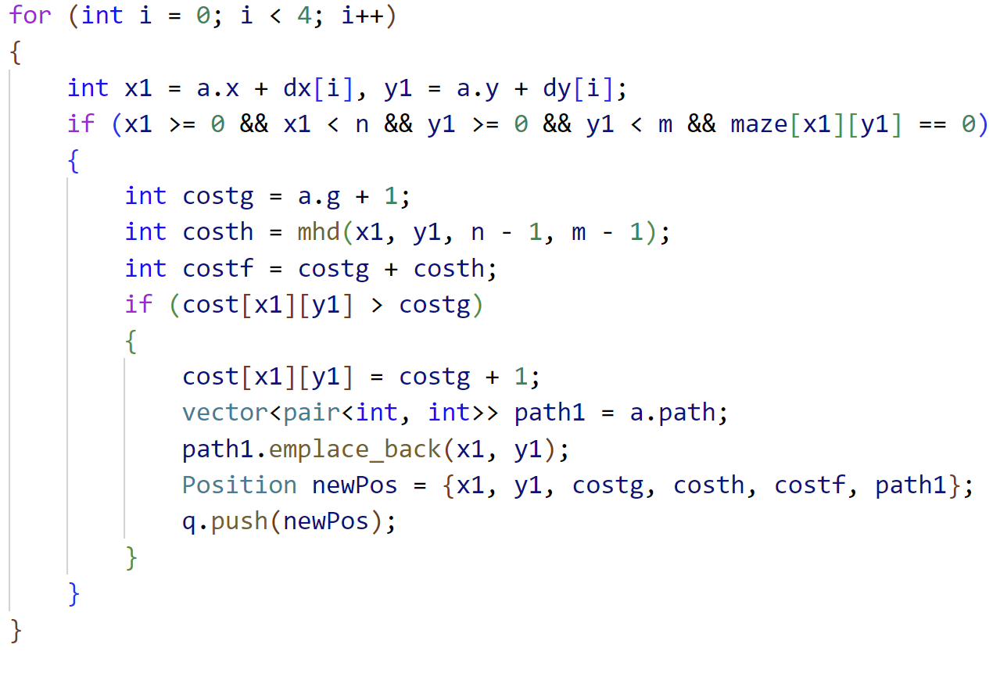 for (int i = 0; i < 4; i++)
{
    int x1 = a.x + dx[i], y1 = a.y + dy[i];
    if (x1 >= 0 && x1 < n && y1 >= 0 && y1 < m && maze[x1][y1] == 0)
    {
        int costg = a.g + 1;
        int costh = mhd(x1, y1, n - 1, m - 1);
        int costf = costg + costh;
        if (cost[x1][y1] > costg)
        {
            cost[x1][y1] = costg + 1;
            vector<pair<int, int>> path1 = a.path;
            path1.emplace_back(x1, y1);
            Position newPos = {x1, y1, costg, costh, costf, path1};
            q.push(newPos);
        }
    }
}